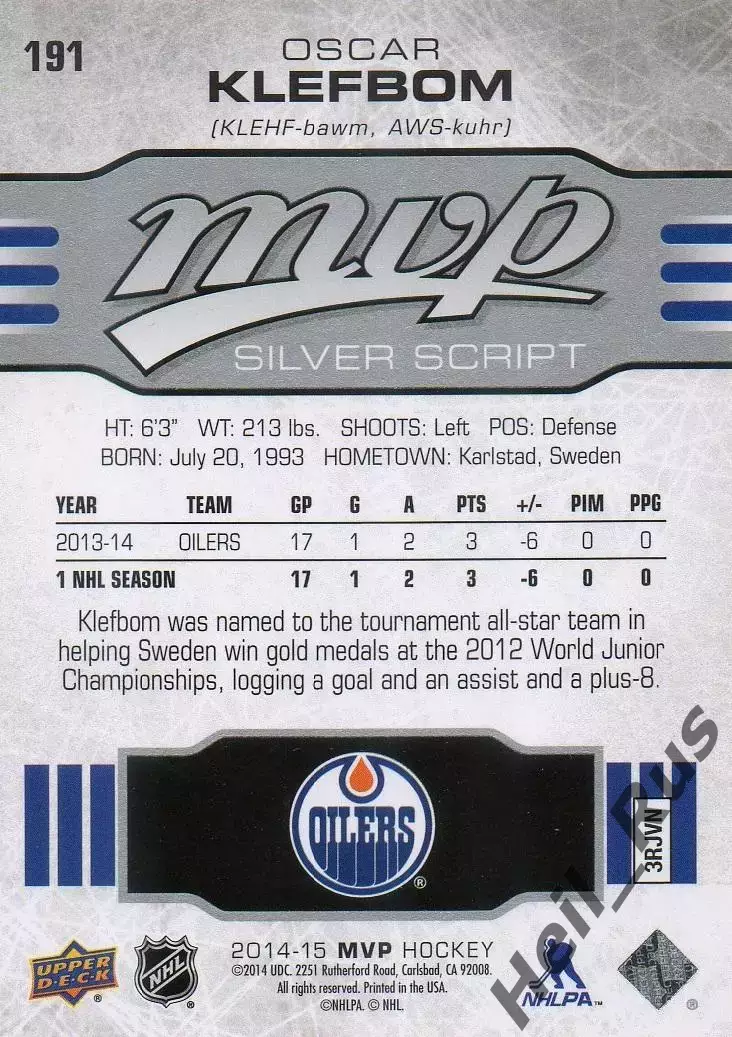 191
OSCAR
KLEFBOM
(KLEHF-bawm, AWS-kuhr)
mvp
SILVER SCRIPT
HT: 6'3" WT: 213 lbs. SHOOTS: Left POS: Defense
BORN: July 20, 1993 HOMETOWN: Karlstad, Sweden
YEAR TEAM GP G A PTS +/- PIM PPG
2013-14 OILERS 17 1 2 3 -6 0 0
1 NHL SEASON 17 1 2 3 -6 0 0
Klefbom was named to the tournament all-star team in
helping Sweden win gold medals at the 2012 World Junior
Championships, logging a goal and an assist and a plus-8.
OILERS
®
3RJVN
Heil_Rus
UPPER
DECK
®
NHL
®
2014-15 MVP HOCKEY
©2014 UDC. 2251 Rutherford Road, Carlsbad, CA 92008.
All rights reserved. Printed in the USA.
©NHLPA. © NHL.
NHLPA™
®